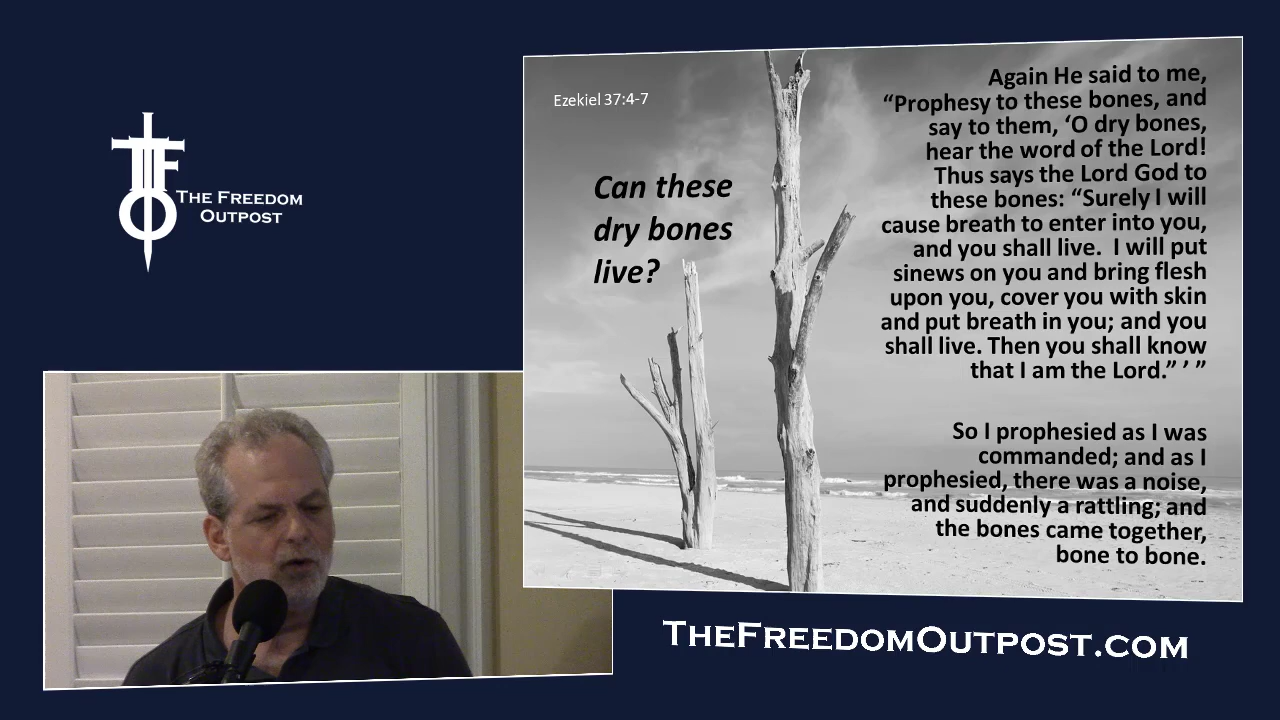 TF
THE FREEDOM
OUTPOST
Ezekiel 37:4-7
Can these
dry bones
live?
Again He said to me,
“Prophesy to these bones, and
say to them, ‘O dry bones,
hear the word of the Lord!
Thus says the Lord God to
these bones: “Surely I will
cause breath to enter into you,
and you shall live.  I will put
sinews on you and bring flesh
upon you, cover you with skin
and put breath in you; and you
shall live. Then you shall know
that I am the Lord.” ’ ”
So I prophesied as I was
commanded; and as I
prophesied, there was a noise,
and suddenly a rattling; and
the bones came together,
bone to bone.
THEFREEDOMOUTPOST.COM